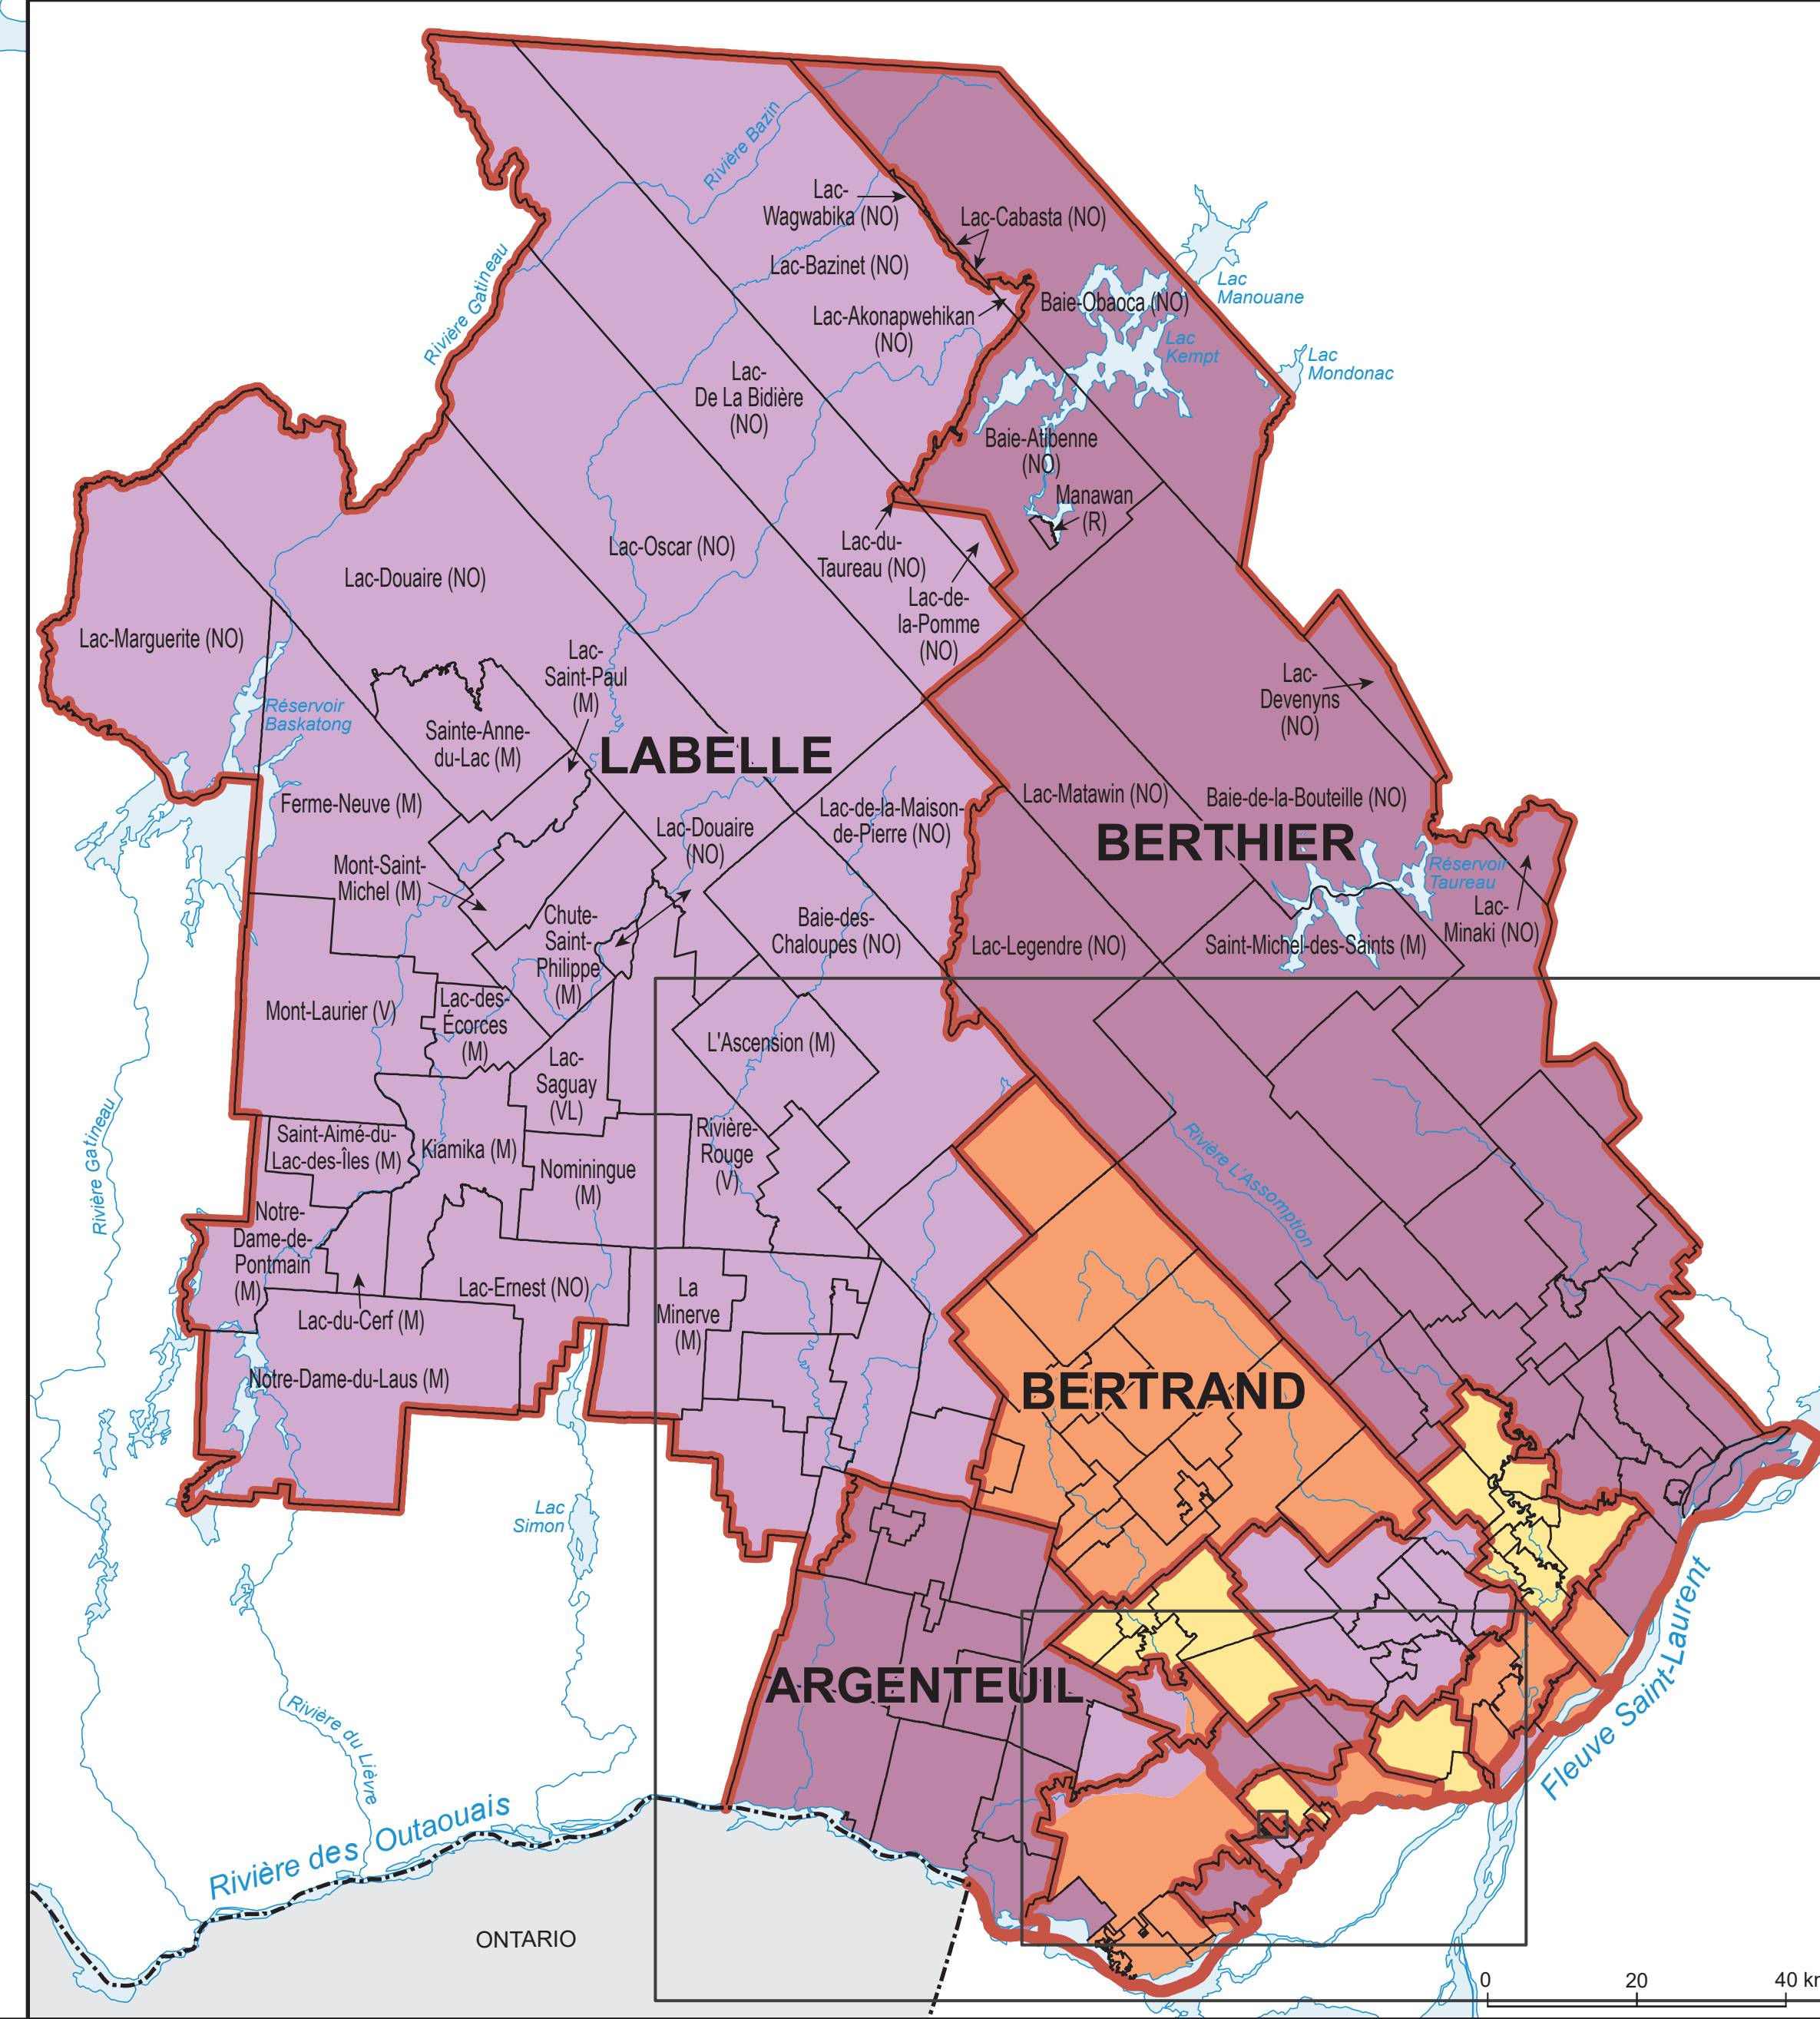 Rivière Bazin
Lac-
Wagwabika (NO)
Lac-Cabasta (NO)
Lac-Bazinet (NO)
Lac
Manouane
Baie-Obaoca (NO)
Lac-Akonapwehikan
(NO)
Rivière Gatineau
Lac
Kempt
Lac
Mondonac
Lac-
De La Bidière
(NO)
Baie-Atibenne
(NO)
Manawan
(R)
Lac-Oscar (NO)
Lac-du-
Taureau (NO)
Lac-Douaire (NO)
Lac-de-
la-Pomme
(NO)
Lac-Marguerite (NO)
Lac-
Saint-Paul
(M)
Lac-
Devenyns
(NO)
Réservoir
Baskatong
Sainte-Anne-
du-Lac (M)
LABELLE
Ferme-Neuve (M)
Lac-de-la-Maison-
de-Pierre (NO)
Lac-Matawin (NO)
Baie-de-la-Bouteille (NO)
Lac-Douaire
(NO)
BERTHIER
Mont-Saint-
Michel (M)
Réservoir
Taureau
Chute-
Saint-
Philippe
(M)
Baie-des-
Chaloupes (NO)
Lac-Legendre (NO)
Saint-Michel-des-Saints (M)
Lac-
Minaki (NO)
Mont-Laurier (V)
Lac-des-
Écorces
(M)
L'Ascension (M)
Lac-
Saguay
(VL)
Rivière Gatineau
Saint-Aimé-du-
Lac-des-Îles (M)
Kiamika (M)
Nominingue
(M)
Rivière-
Rouge
(V)
Rivière L'Assomption
Notre-
Dame-de-
Pontmain
(M)
Lac-Ernest (NO)
La
Minerve
(M)
Lac-du-Cerf (M)
Notre-Dame-du-Laus (M)
BERTRAND
Lac
Simon
ARGENTEUIL
Fleuve Saint-Laurent
Rivière du Lièvre
Rivière des Outaouais
ONTARIO
0 20 40 km